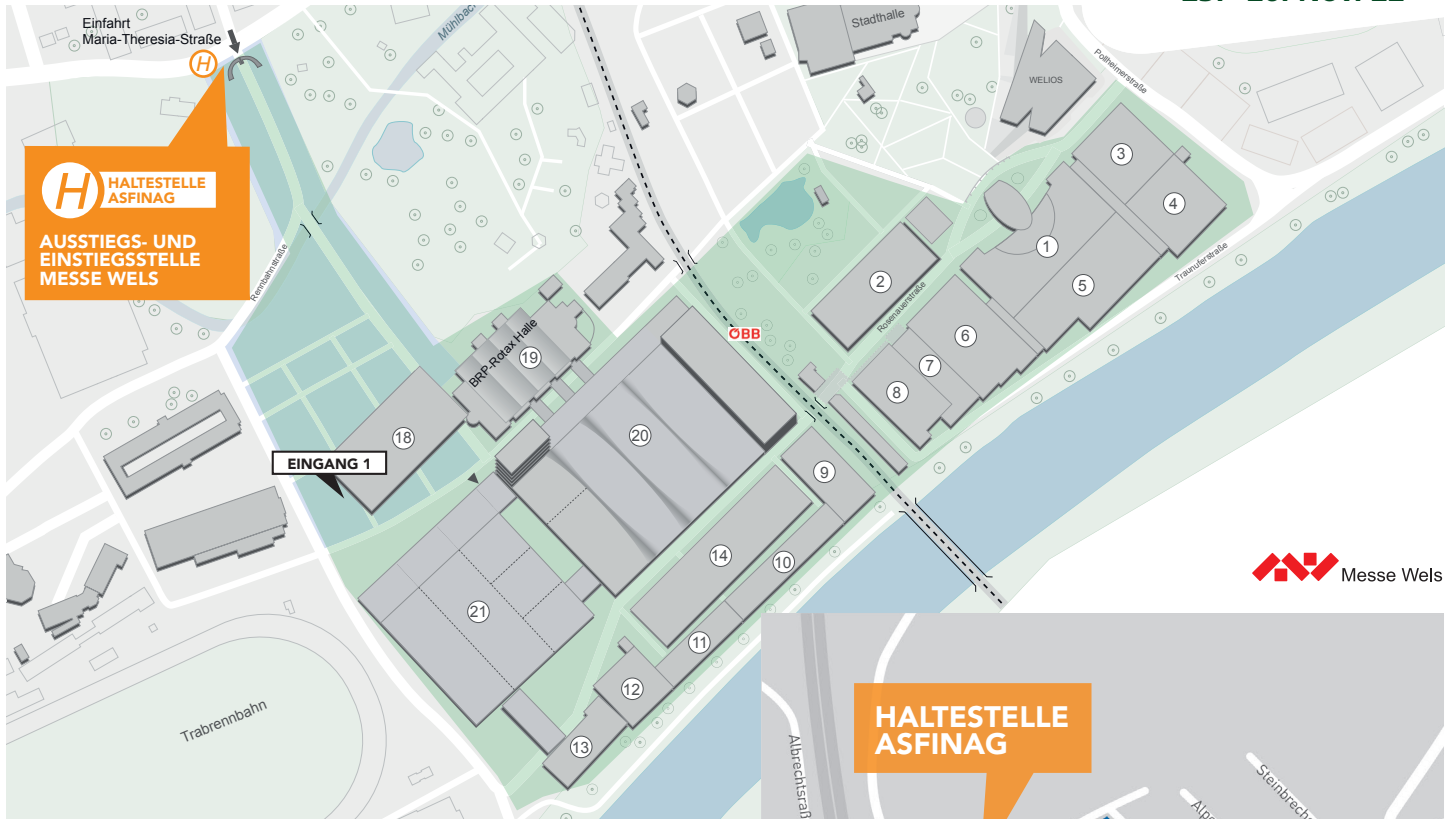 Einfahrt
Maria-Theresia-Straße
H
Mühlbach
Stadthalle
WELIOS
Pollheimerstraße
H HALTESTELLE
ASFINAG
AUSSTIEGS- UND
EINSTIEGSSTELLE
MESSE WELS
Rennbahnstraße
3
4
1
2
5
Rosenauerstraße
Traunuferstraße
ÖBB
6
7
8
BRP-Rotax Halle
19
18
20
EINGANG 1
9
14
10
21
11
12
13
Trabrennbahn
Messe Wels
HALTESTELLE
ASFINAG
Albrechtsraß